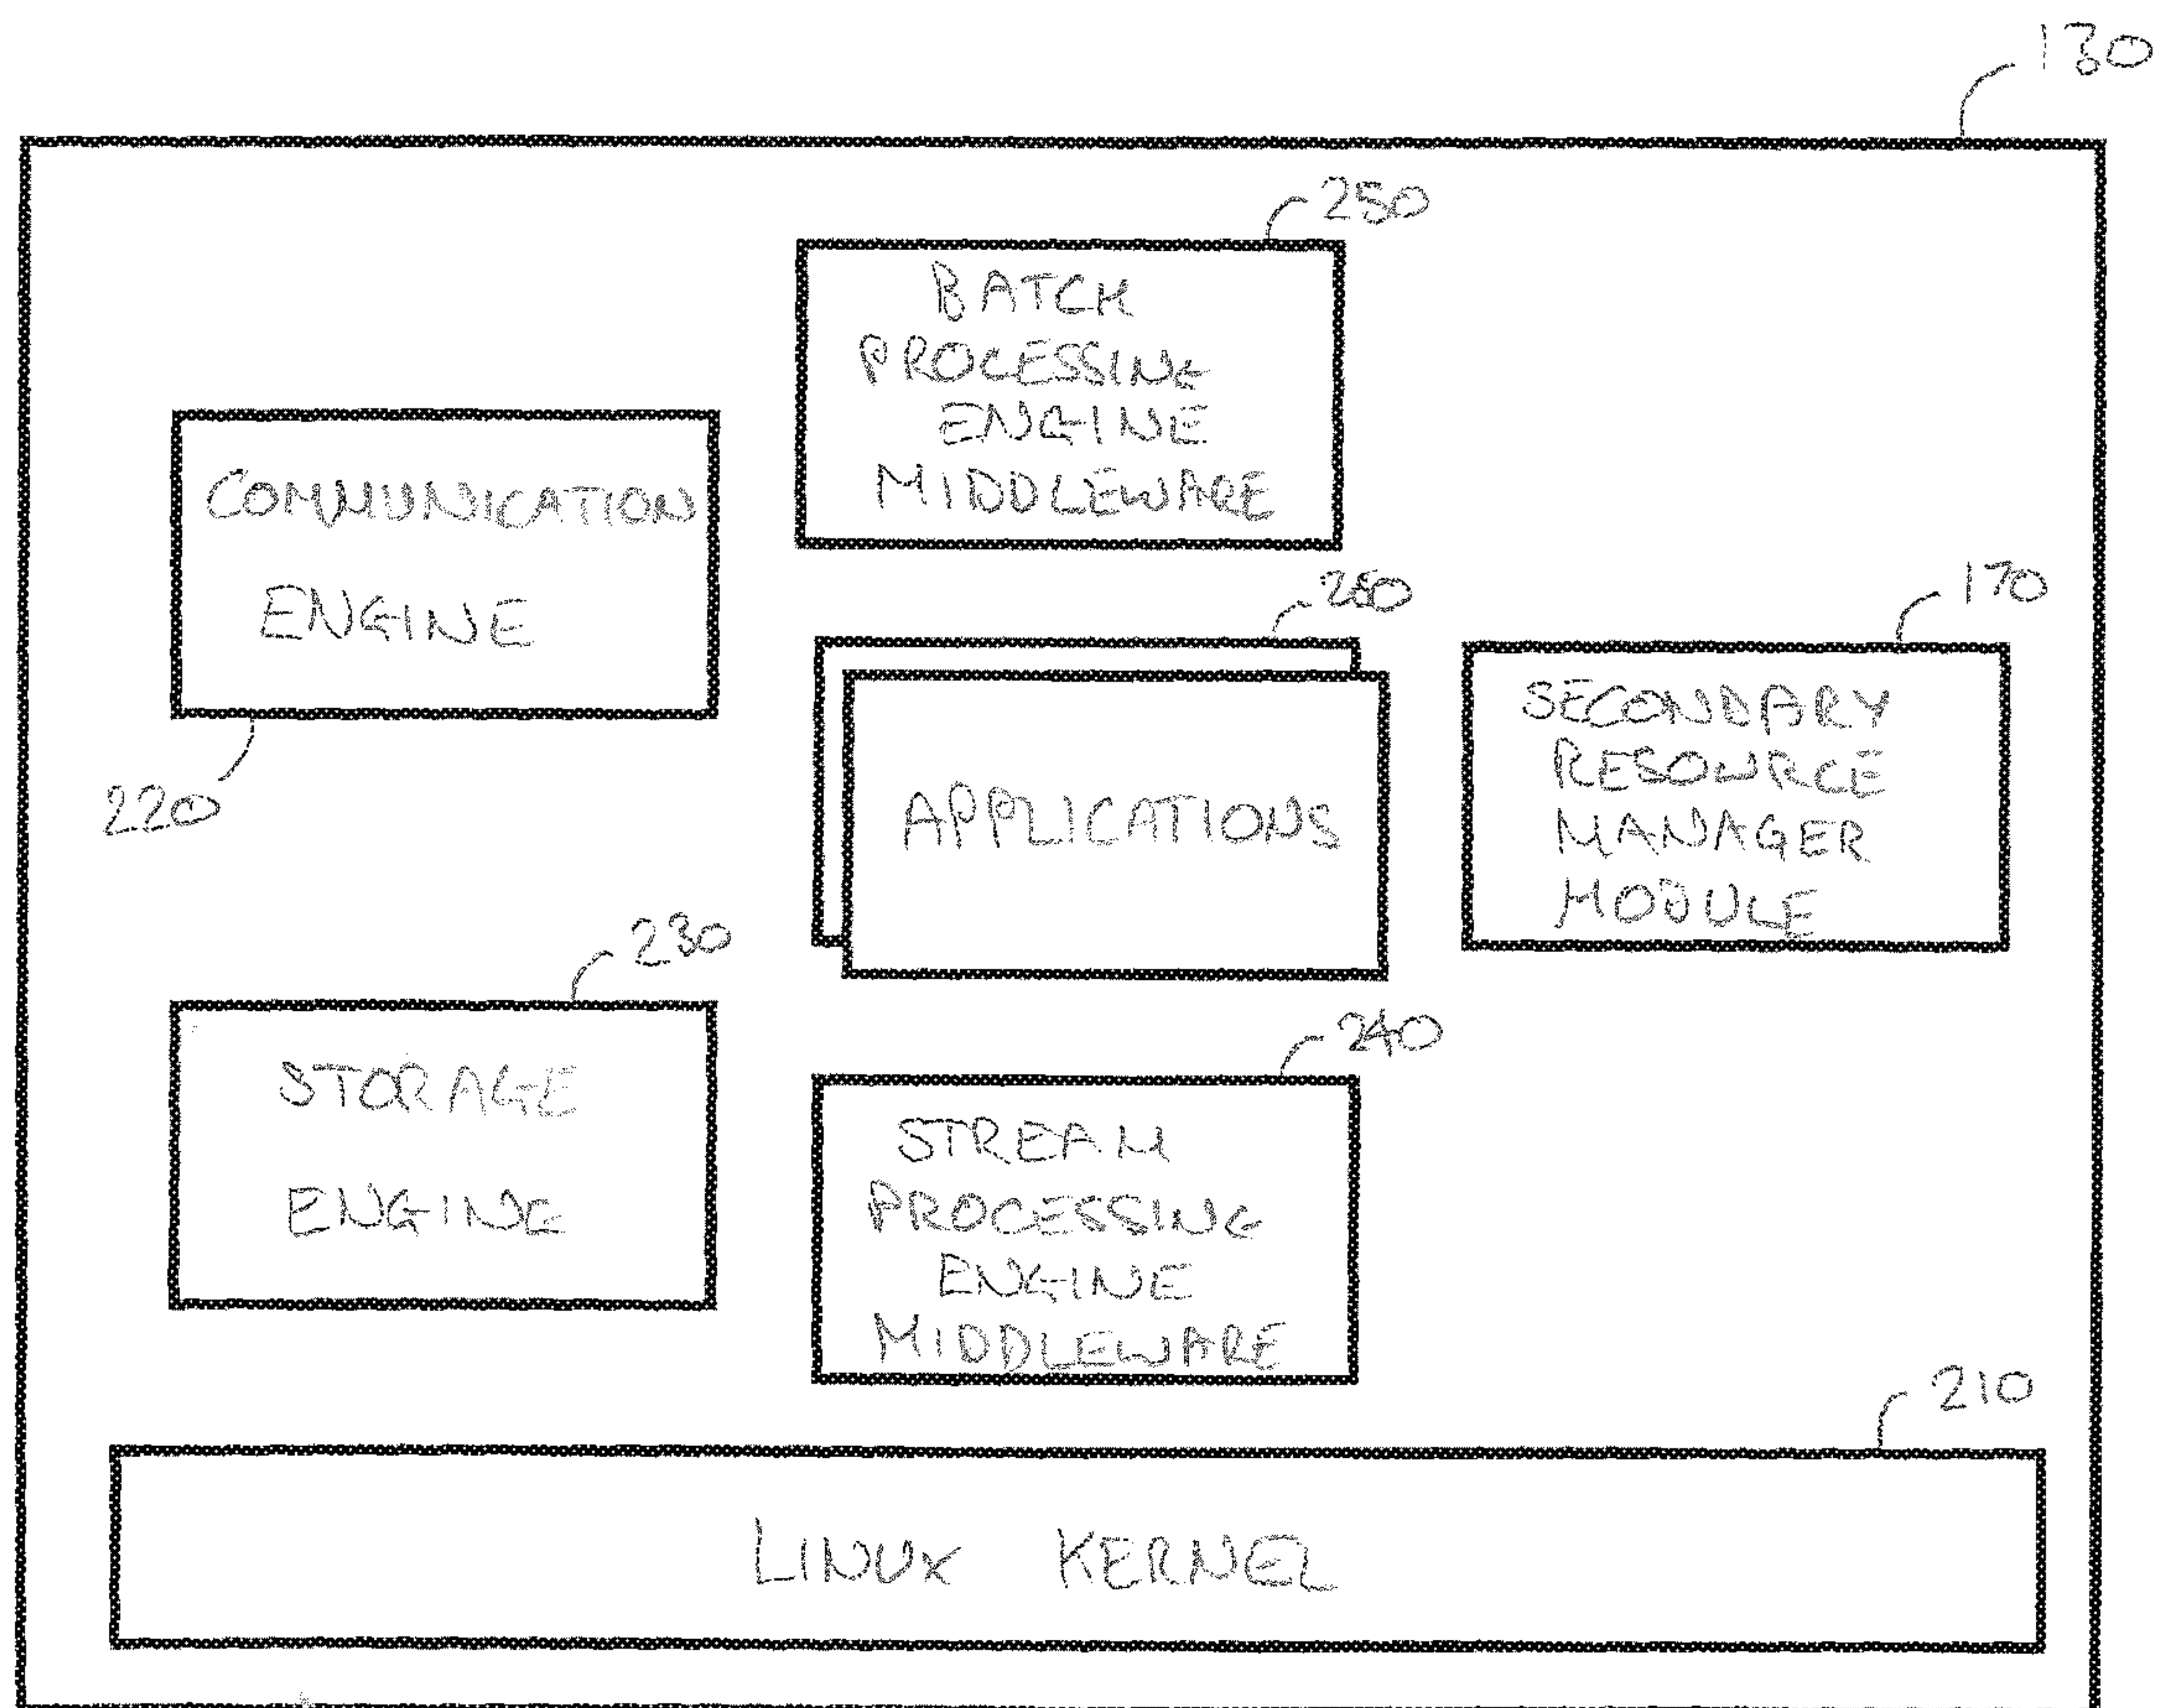 130
250
BATCH
PROCESSING
ENGINE
MIDDLEWARE
COMMUNICATION
ENGINE
220
260
APPLICATIONS
170
SECONDARY
RESOURCE
MANAGER
MODULE
230
STORAGE
ENGINE
240
STREAM
PROCESSING
ENGINE
MIDDLEWARE
210
LINUX KERNEL